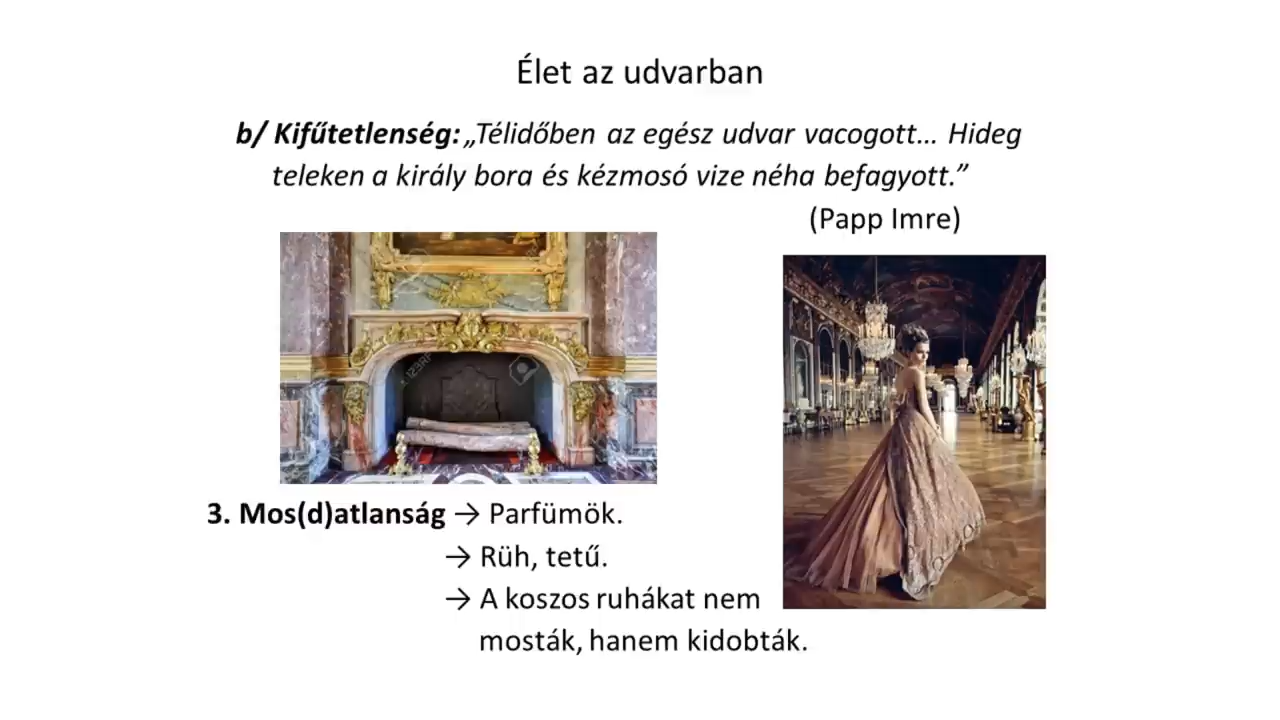 Élet az udvarban
b/ Kifűtetlenség: „Télidőben az egész udvar vacogott... Hideg
teleken a király bora és kézmosó vize néha befagyott.”
(Papp Imre)
123RF
3. Mos(d)atlanság → Parfümök.
→ Rüh, tetű.
→ A koszos ruhákat nem
mosták, hanem kidobták.